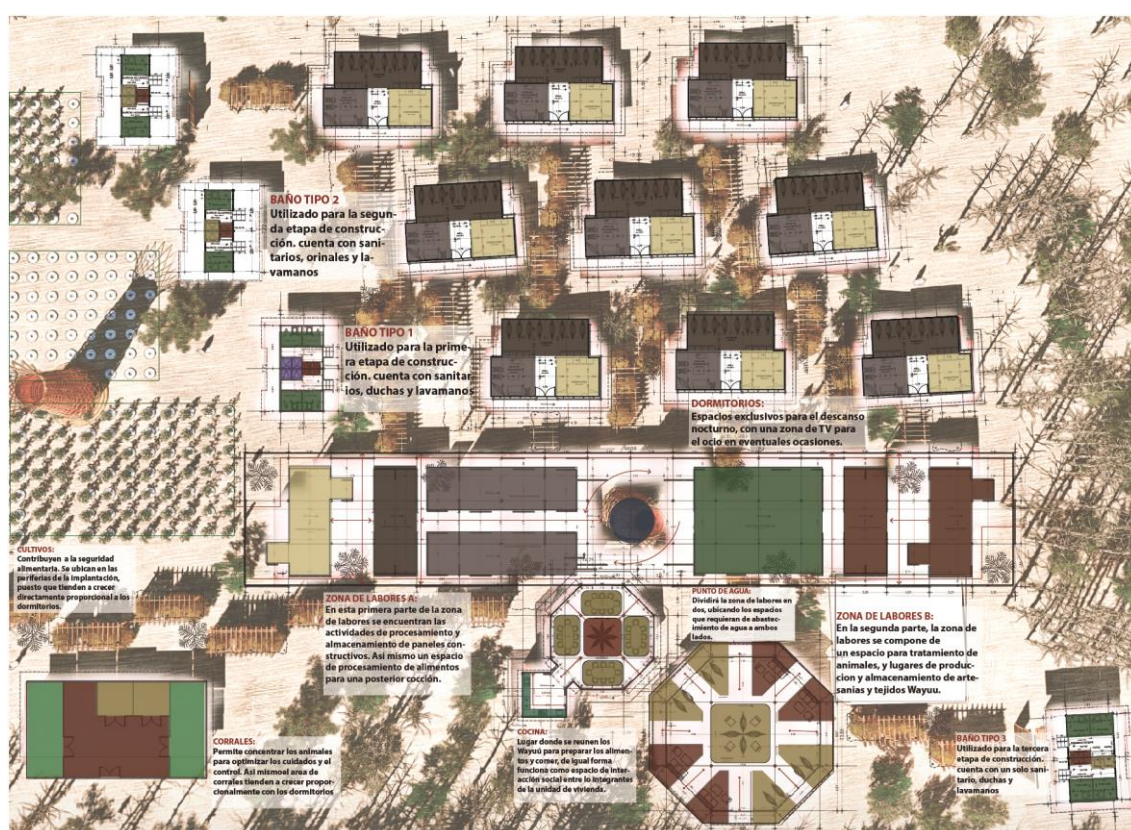 BAÑO TIPO 2
Utilizado para la segun-
da etapa de construc-
ción. cuenta con sani-
tarios, orinales y la-
vamanos
BAÑO TIPO 1
Utilizado para la prime-
ra etapa de construc-
ción. cuenta con sanitar-
ios, duchas y lavamanos
DORMITORIOS:
Espacios exclusivos para el descanso
nocturno, con una zona de TV para
el ocio en eventuales ocasiones.
CULTIVOS:
Contribuyen a la seguridad
alimentaria. Se ubican en las
periferias de la implantación,
puesto que tienden a crecer
directamente proporcional a los
dormitorios.
ZONA DE LABORES A:
En esta primera parte de la zona
de labores se encuentran las
actividades de procesamiento y
almacenamiento de paneles cons-
tructivos. Asi mismo un espacio
de procesamiento de alimentos
para una posterior cocción.
PUNTO DE AGUA:
Dividirá la zona de labores en
dos, ubicando los espacios
que requieran de abaste-
cimiento de agua a ambos
lados.
ZONA DE LABORES B:
En la segunda parte, la zona de
labores se compone de
un espacio para tratamiento de
animales, y lugares de produc-
cion y almacenamiento de arte-
sanias y tejidos Wayuu.
CORRALES:
Permite concentrar los animales
para optimizar los cuidados y el
control. Asi mismoel area de
corrales tienden a crecer propor-
cionalmente con los dormitorios
COCINA:
Lugar donde se reunen los
Wayuú para preparar los alimen-
tos y comer, de igual forma
funciona como espacio de inter-
acción social entre lo integrantes
de la unidad de vivienda.
BAÑO TIPO 3
Utilizado para la tercera
etapa de construcción.
cuenta con un solo sani-
tario, duchas y
lavamanos